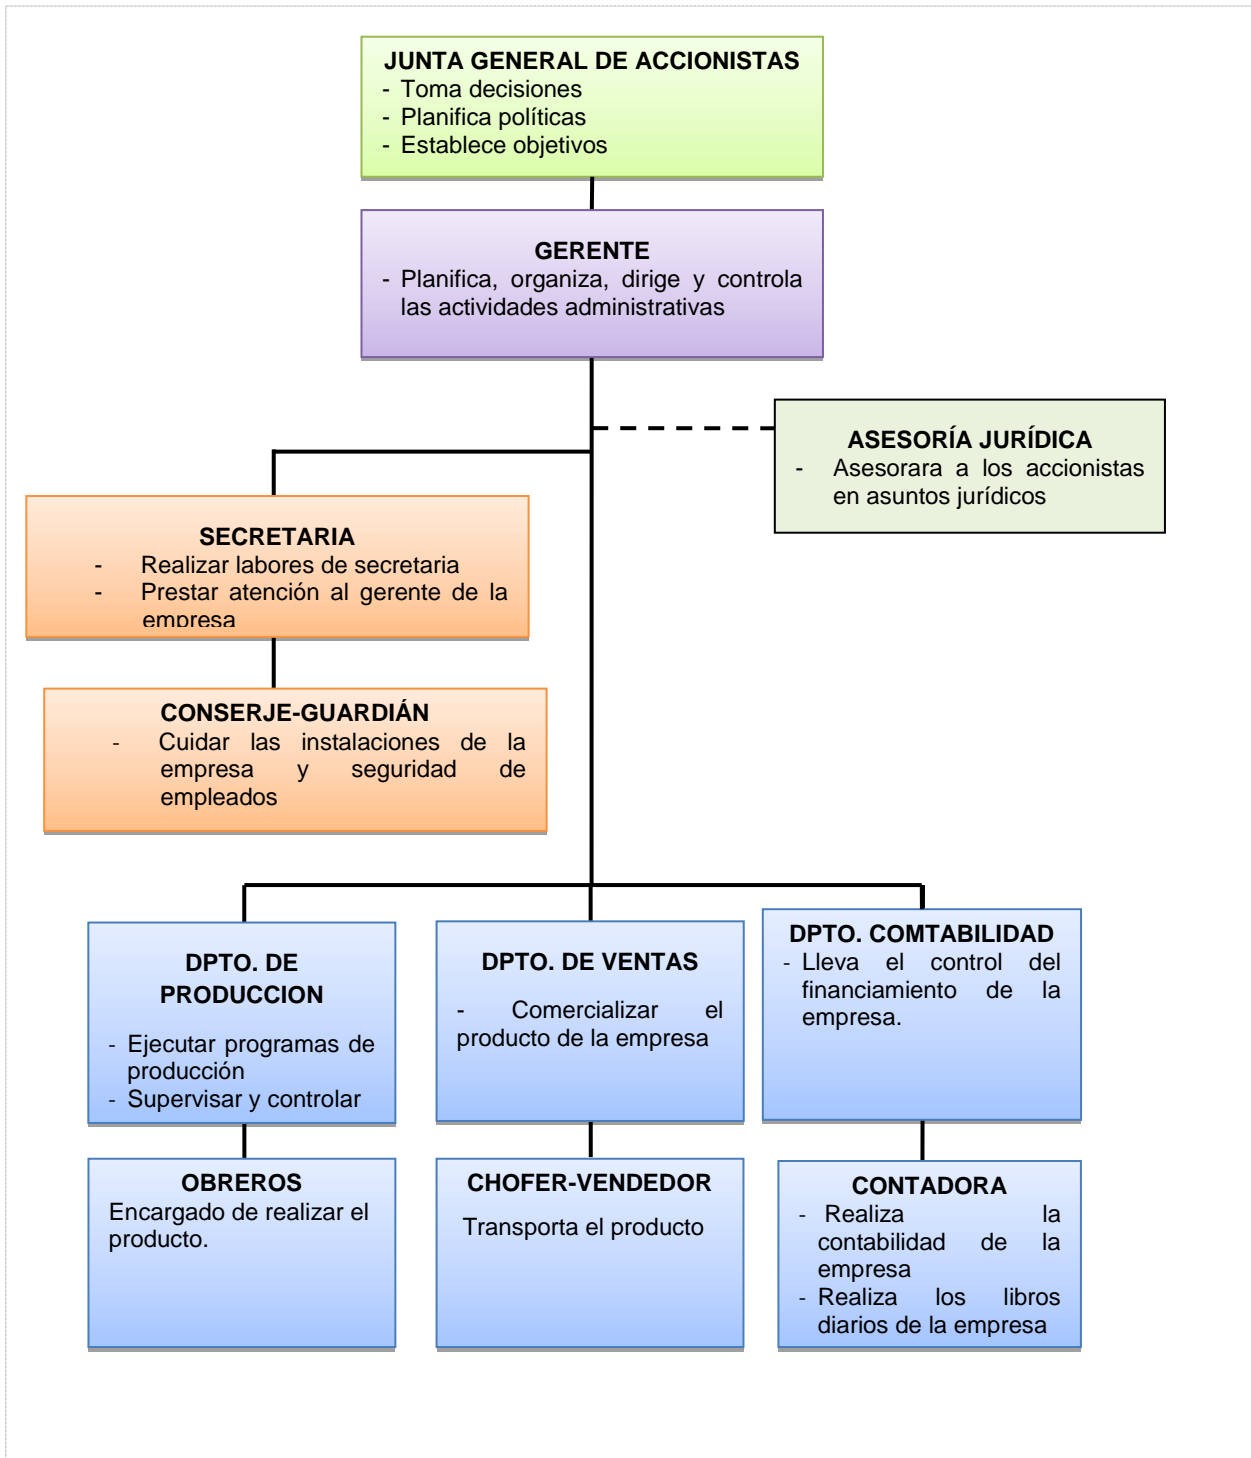 JUNTA GENERAL DE ACCIONISTAS
- Toma decisiones
- Planifica políticas
- Establece objetivos
GERENTE
- Planifica, organiza, dirige y controla
las actividades administrativas
ASESORÍA JURÍDICA
- Asesorara a los accionistas
en asuntos jurídicos
SECRETARIA
- Realizar labores de secretaria
- Prestar atención al gerente de la
empresa
CONSERJE-GUARDIÁN
- Cuidar las instalaciones de la
empresa y seguridad de
empleados
DPTO. DE
PRODUCCION
- Ejecutar programas de
producción
- Supervisar y controlar
DPTO. DE VENTAS
- Comercializar el
producto de la empresa
DPTO. COMTABILIDAD
- Lleva el control del
financiamiento de la
empresa.
OBREROS
Encargado de realizar el
producto.
CHOFER-VENDEDOR
Transporta el producto
CONTADORA
- Realiza la
contabilidad de la
empresa
- Realiza los libros
diarios de la empresa